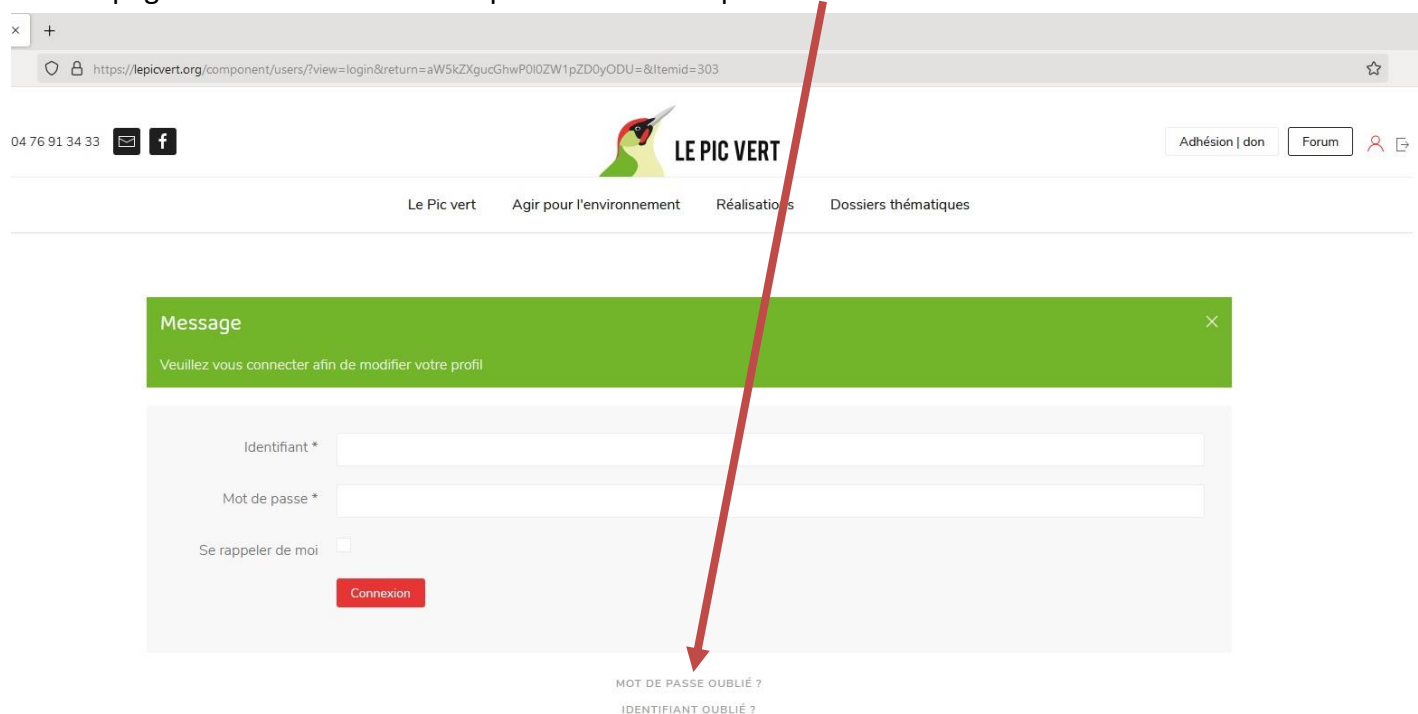 https://lepicvert.org/component/users/?view=login&return=aW5kZXgucGhwP0l0ZW1pZD0yODU=&Itemid=303
04 76 91 34 33
LE PIC VERT
Adhésion | don
Forum
Le Pic vert
Agir pour l'environnement
Réalisations
Dossiers thématiques
Message
Veuillez vous connecter afin de modifier votre profil
Identifiant *
Mot de passe *
Se rappeler de moi
Connexion
MOT DE PASSE OUBLIÉ ?
IDENTIFIANT OUBLIÉ ?